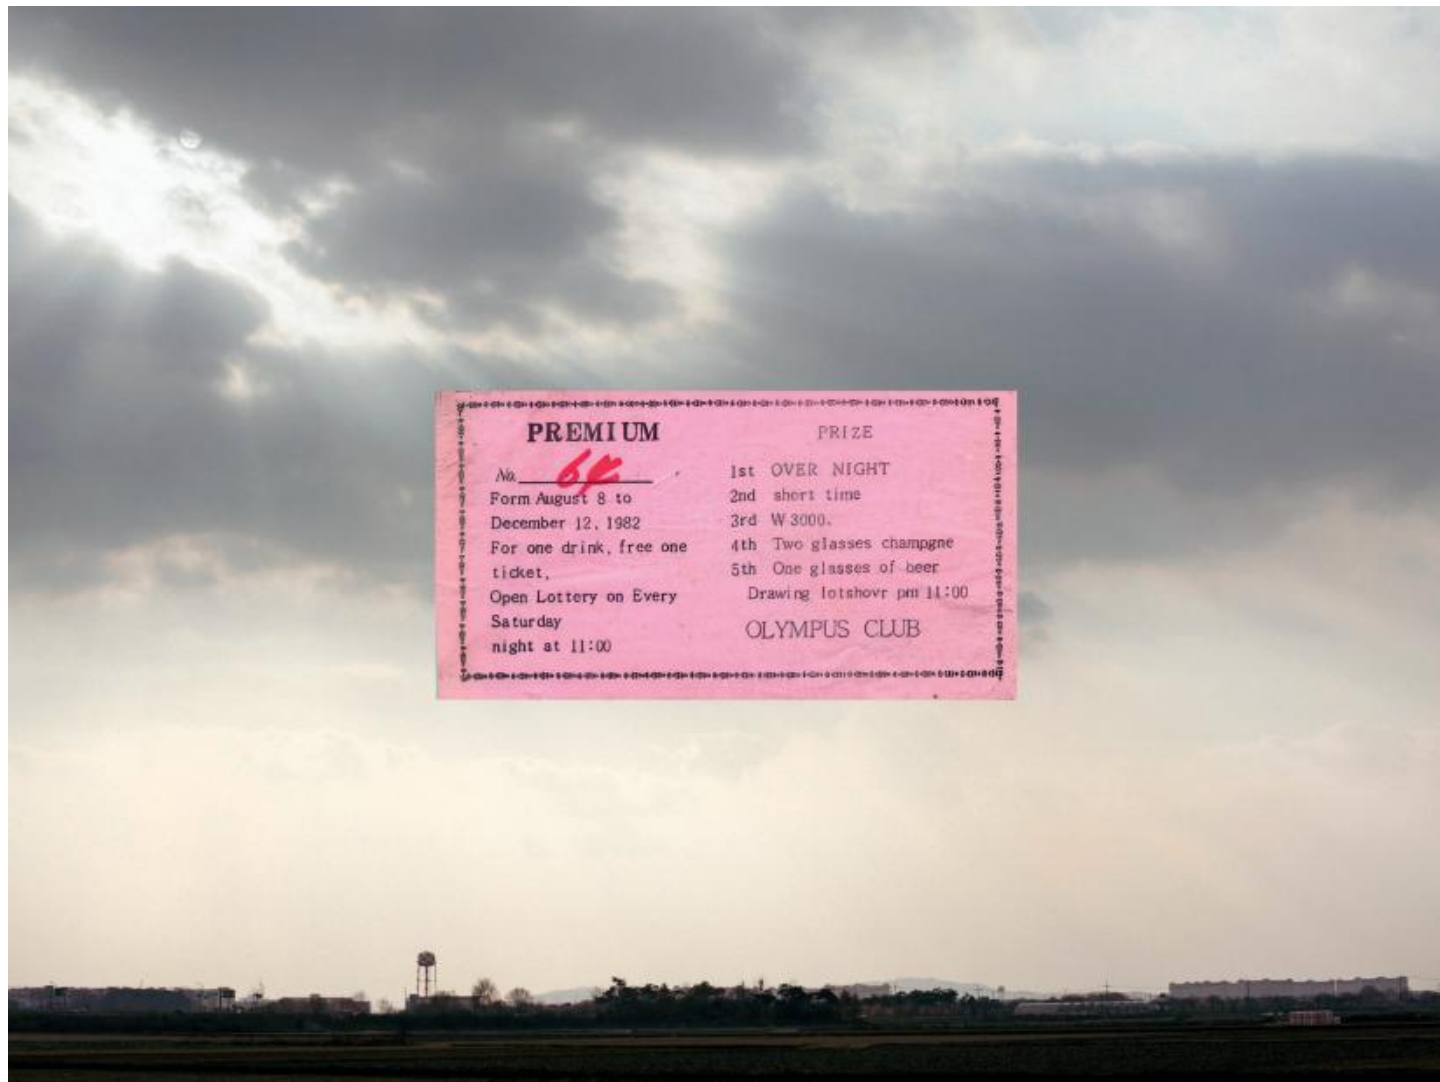 PREMIUM
No. 64
Form August 8 to
December 12, 1982
For one drink, free one
ticket,
Open Lottery on Every
Saturday
night at 11:00
PRIZE
1st OVER NIGHT
2nd short time
3rd W 3000.
4th Two glasses champgne
5th One glasses of beer
Drawing lotshovr pm 11:00
OLYMPUS CLUB